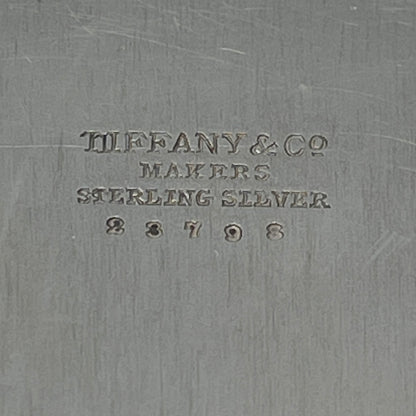 TIFFANY & Co
MAKERS
STERLING SILVER
23798